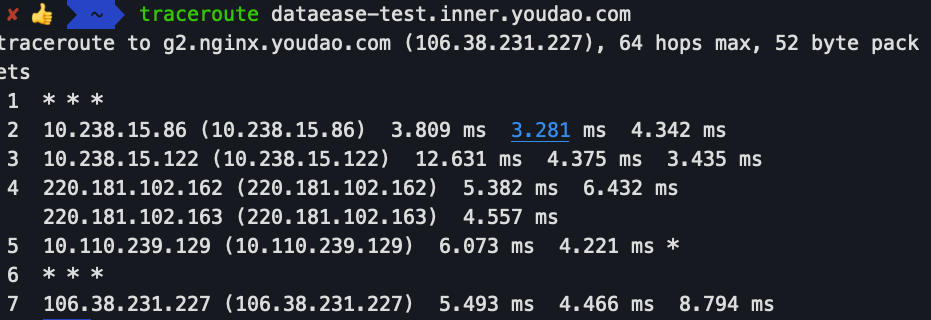 ✘ 👍 ~ traceroute dataease-test.inner.youdao.com
traceroute to g2.nginx.youdao.com (106.38.231.227), 64 hops max, 52 byte pack
ets
1 * * *
2 10.238.15.86 (10.238.15.86) 3.809 ms 3.281 ms 4.342 ms
3 10.238.15.122 (10.238.15.122) 12.631 ms 4.375 ms 3.435 ms
4 220.181.102.162 (220.181.102.162) 5.382 ms 6.432 ms
220.181.102.163 (220.181.102.163) 4.557 ms
5 10.110.239.129 (10.110.239.129) 6.073 ms 4.221 ms *
6 * * *
7 106.38.231.227 (106.38.231.227) 5.493 ms 4.466 ms 8.794 ms